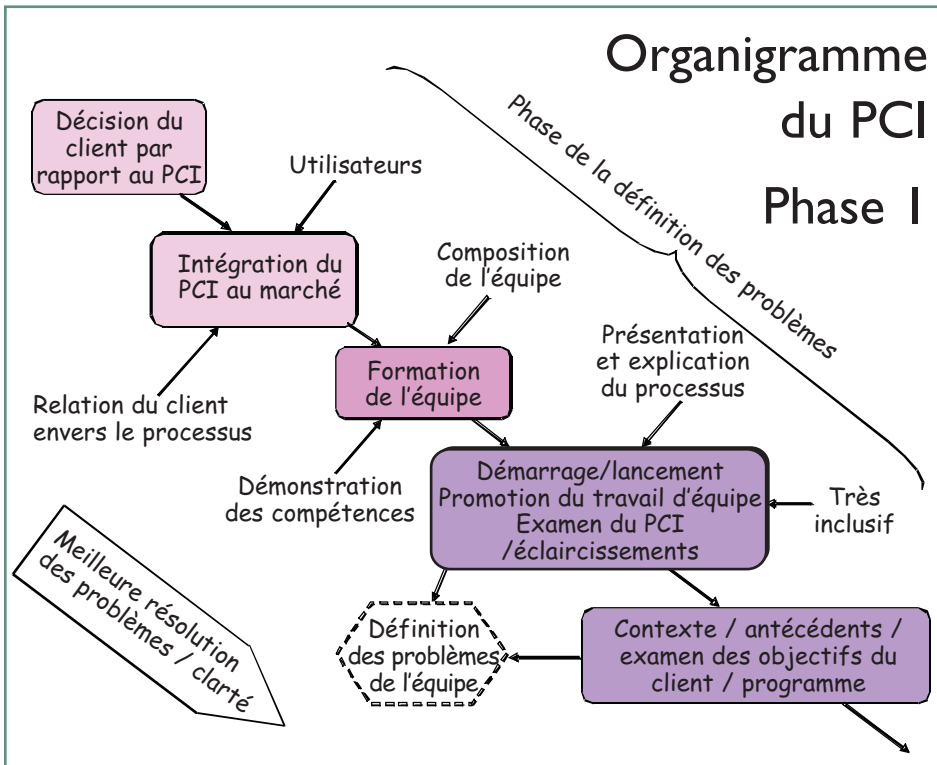 Organigramme
du PCI
Phase 1
Phase de la définition des problèmes
Décision du
client par
rapport au PCI
Utilisateurs
Intégration du
PCI au marché
Composition
de l'équipe
Relation du client
envers le processus
Formation
de l'équipe
Présentation
et explication
du processus
Démonstration
des compétences
Démarrage/lancement
Promotion du travail d'équipe
Examen du PCI
/éclaircissements
Très
inclusif
Meilleure résolution
des problèmes / clarté
Définition
des problèmes
de l'équipe
Contexte / antécédents /
examen des objectifs du
client / programme